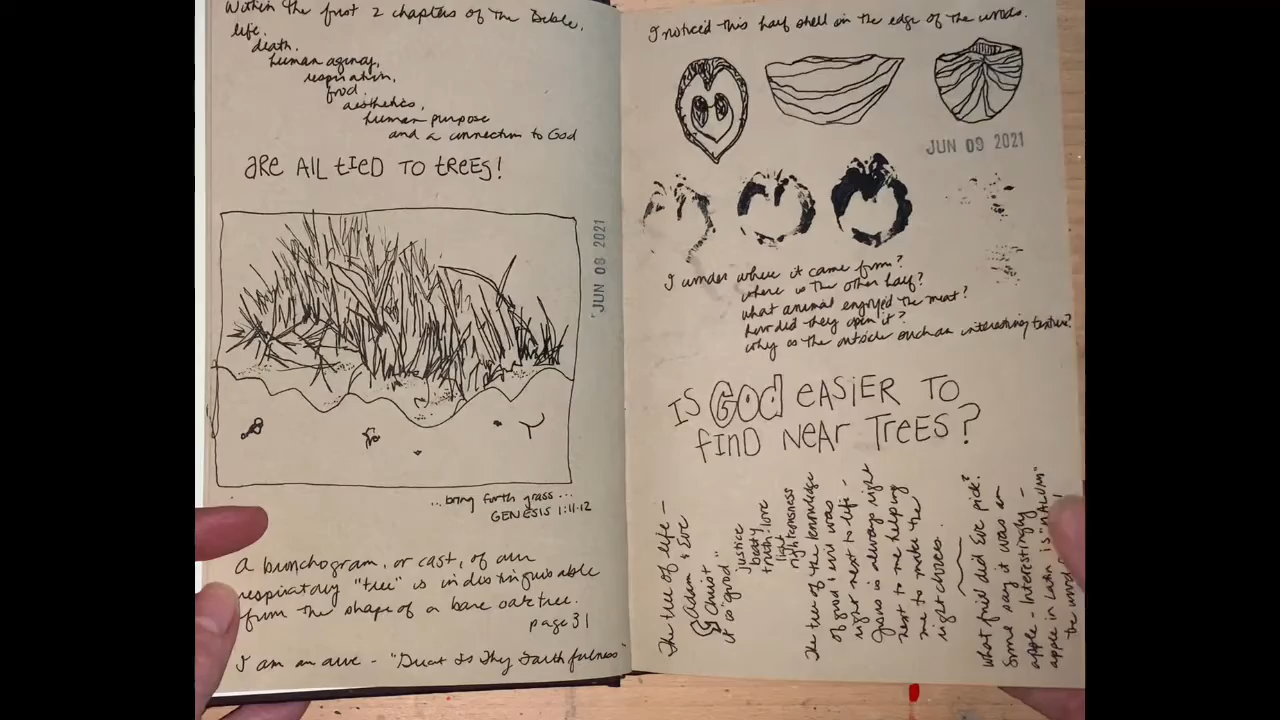 Within the first 2 chapters of the Bible,
life,
death,
human agency,
respiration,
food,
aesthetics,
human purpose
and a connection to God
are all tied to trees!
JUN 09 2021
...bring forth grass...
GENESIS 1:11-12
A bronchogram, or cast, of our
respiratory "tree" is indistinguishable
from the shape of a bare oak tree.
page 31
I am in awe - "Great Is Thy Faithfulness"
I noticed this half shell on the edge of the woods.
JUN 09 2021
I wonder where it came from?
where is the other half?
what animal enjoyed the meat?
how did they open it?
why is the outside such an interesting texture?
IS GOD EASIER TO
FIND NEAR TREES?
The tree of life -
Adam + Eve
Christ
it is "good"
justice
beauty
truth love
light
righteousness
The tree of the knowledge
of good + evil was
right next to life -
Jesus is always right
next to me helping
me to make the
right choices.
What fruit did Eve pick?
Some say it was an
apple - Interestingly -
apple in Latin is "MALUM"
the word